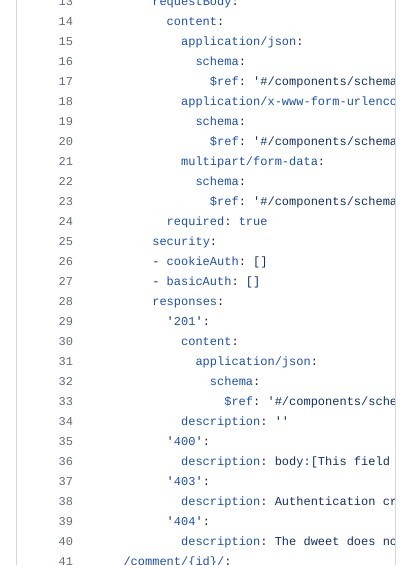 13 requestBody:
14 content:
15 application/json:
16 schema:
17 $ref: '#/components/schema
18 application/x-www-form-urlenc
19 schema:
20 $ref: '#/components/schema
21 multipart/form-data:
22 schema:
23 $ref: '#/components/schema
24 required: true
25 security:
26 - cookieAuth: []
27 - basicAuth: []
28 responses:
29 '201':
30 content:
31 application/json:
32 schema:
33 $ref: '#/components/sche
34 description: ''
35 '400':
36 description: body:[This field
37 '403':
38 description: Authentication cr
39 '404':
40 description: The dweet does no
41 /comment/{id}/: